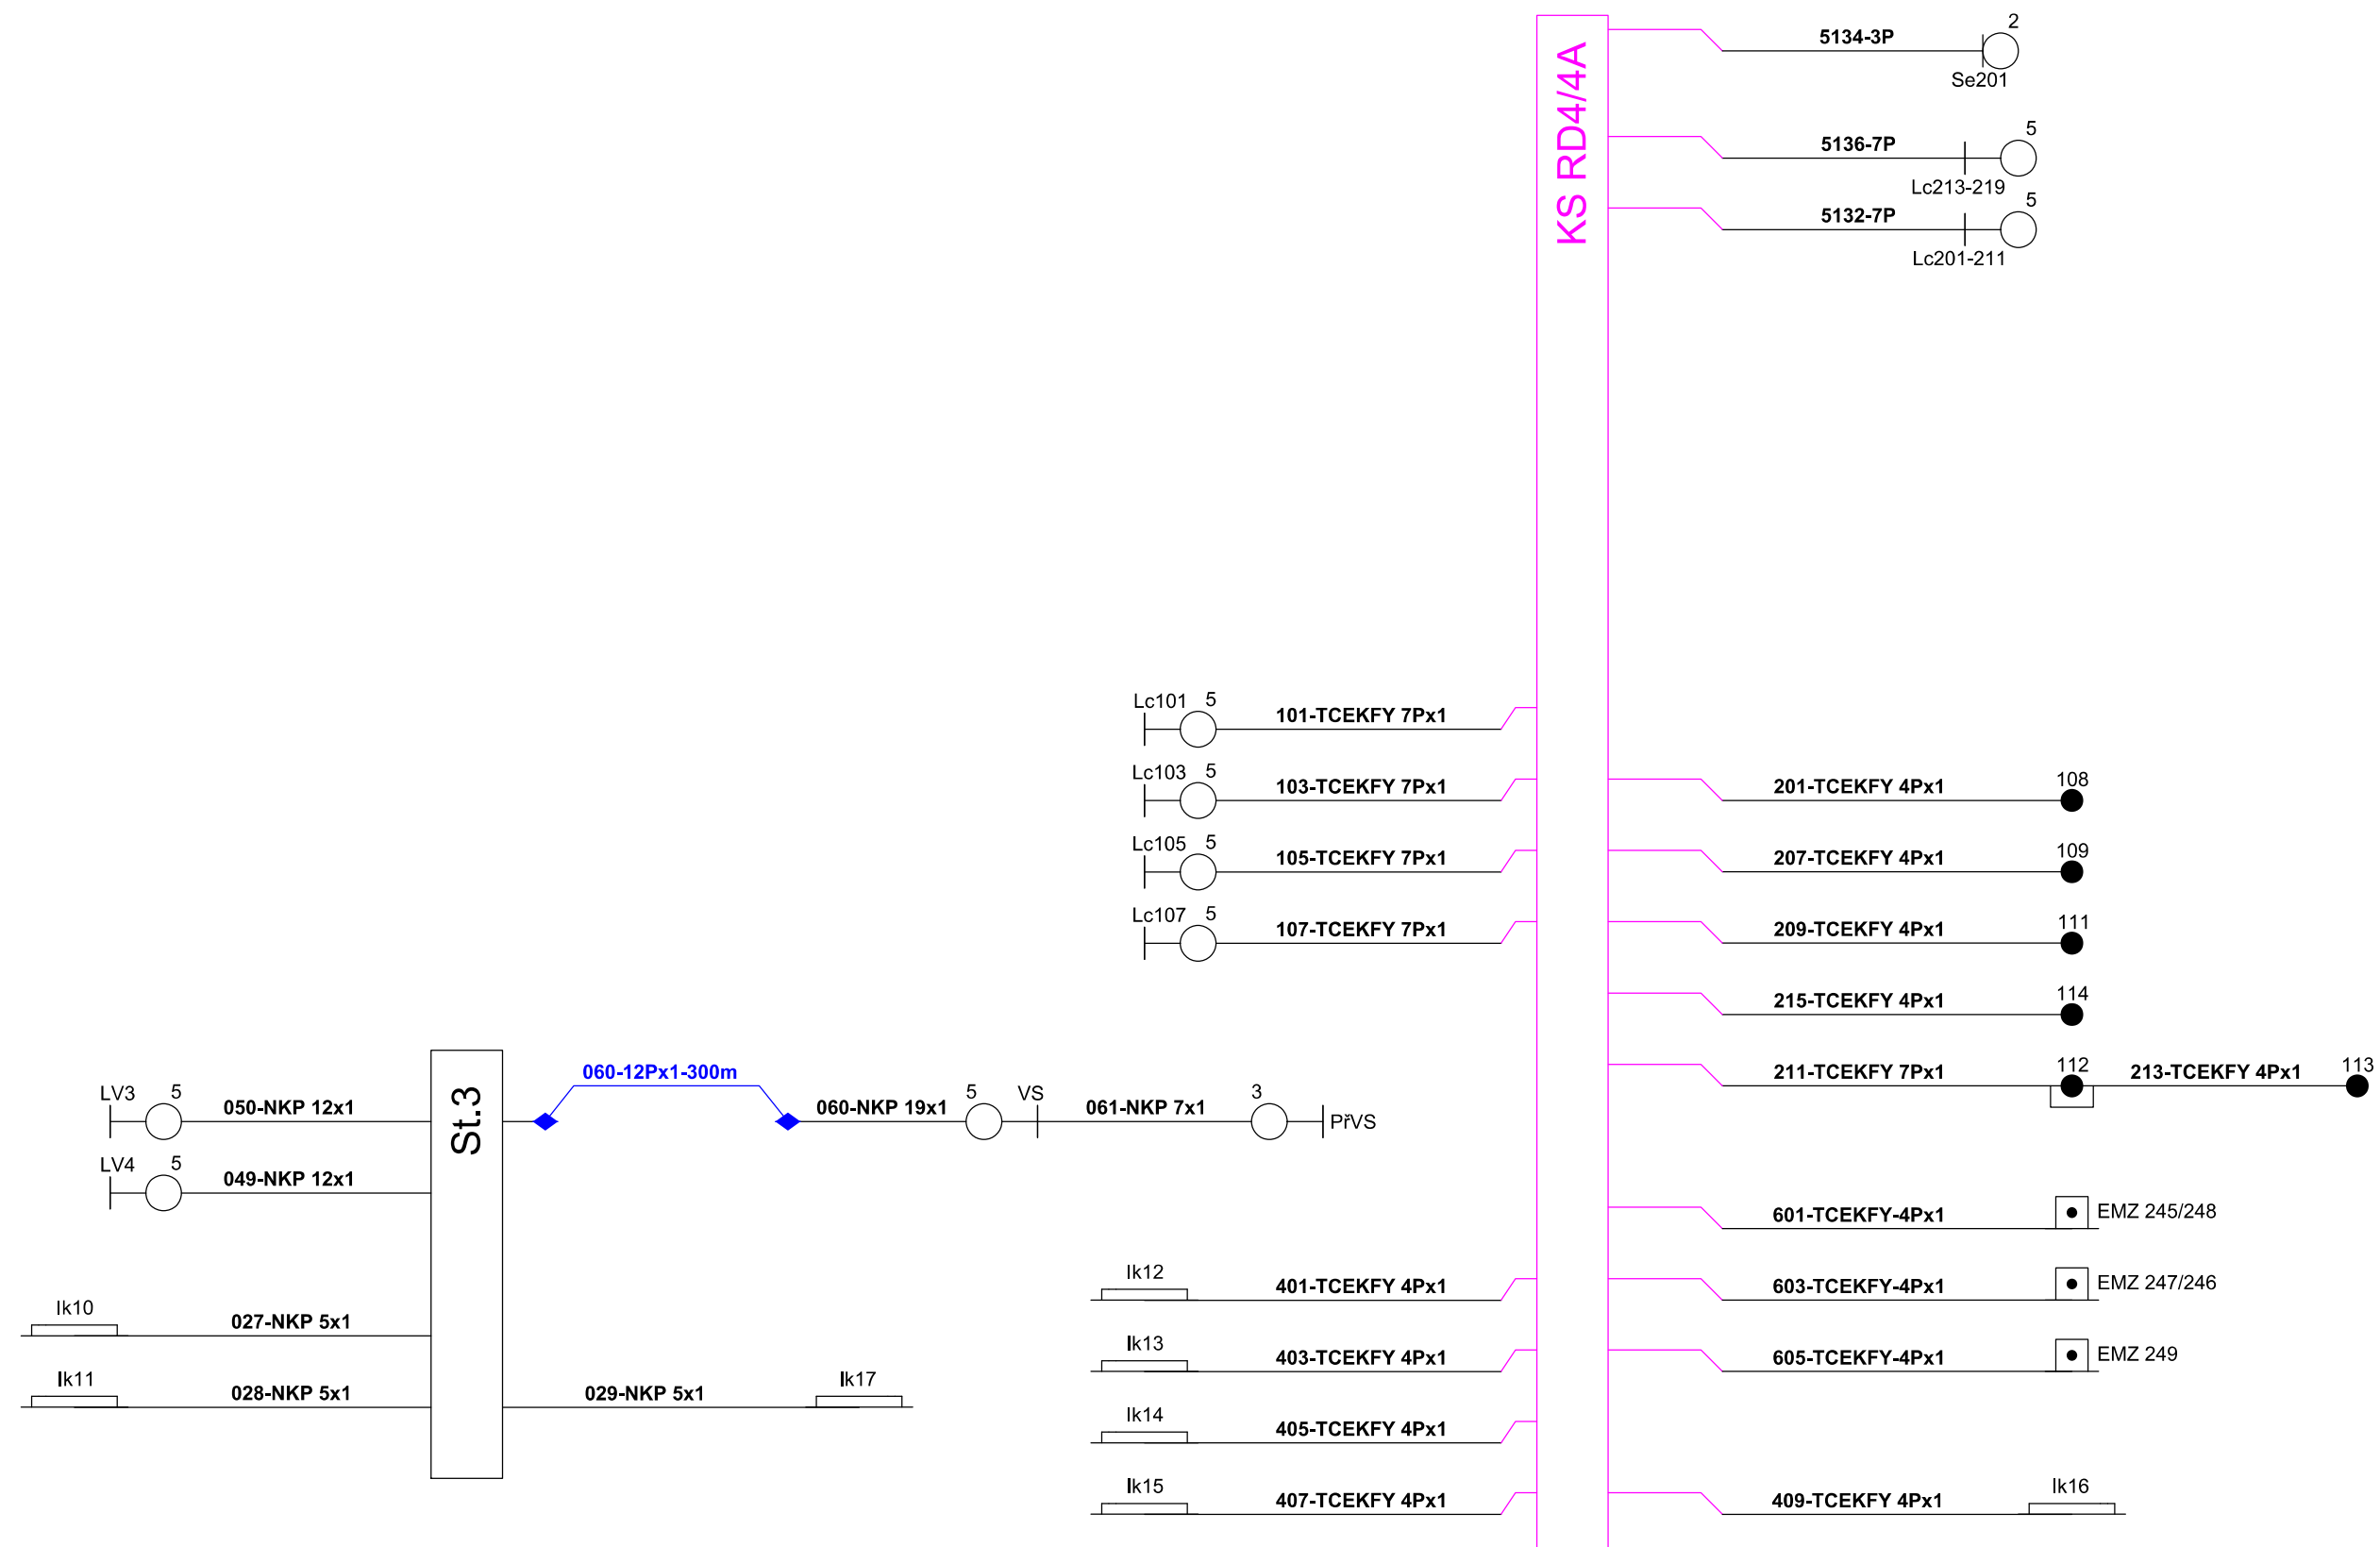 2
5134-3P
Se201
KS RD4/4A
5
5136-7P
Lc213-219
5
5132-7P
Lc201-211
Lc101
5
101-TCEKFY 7Px1
Lc103
5
103-TCEKFY 7Px1
108
201-TCEKFY 4Px1
Lc105
5
105-TCEKFY 7Px1
109
207-TCEKFY 4Px1
Lc107
5
107-TCEKFY 7Px1
111
209-TCEKFY 4Px1
114
215-TCEKFY 4Px1
211-TCEKFY 7Px1
112
213-TCEKFY 4Px1
113
St.3
LV3
5
050-NKP 12x1
060-12Px1-300m
060-NKP 19x1
5
VS
061-NKP 7x1
3
PřVS
LV4
5
049-NKP 12x1
601-TCEKFY-4Px1
EMZ 245/248
Ik12
401-TCEKFY 4Px1
603-TCEKFY-4Px1
EMZ 247/246
Ik10
027-NKP 5x1
Ik13
403-TCEKFY 4Px1
605-TCEKFY-4Px1
EMZ 249
Ik11
028-NKP 5x1
029-NKP 5x1
Ik17
Ik14
405-TCEKFY 4Px1
Ik15
407-TCEKFY 4Px1
409-TCEKFY 4Px1
Ik16